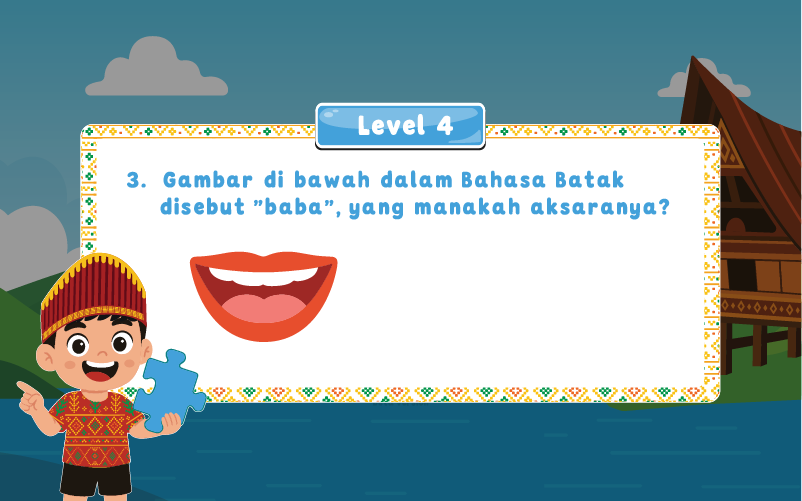 Level 4
3. Gambar di bawah dalam Bahasa Batak
disebut ”baba”, yang manakah aksaranya?